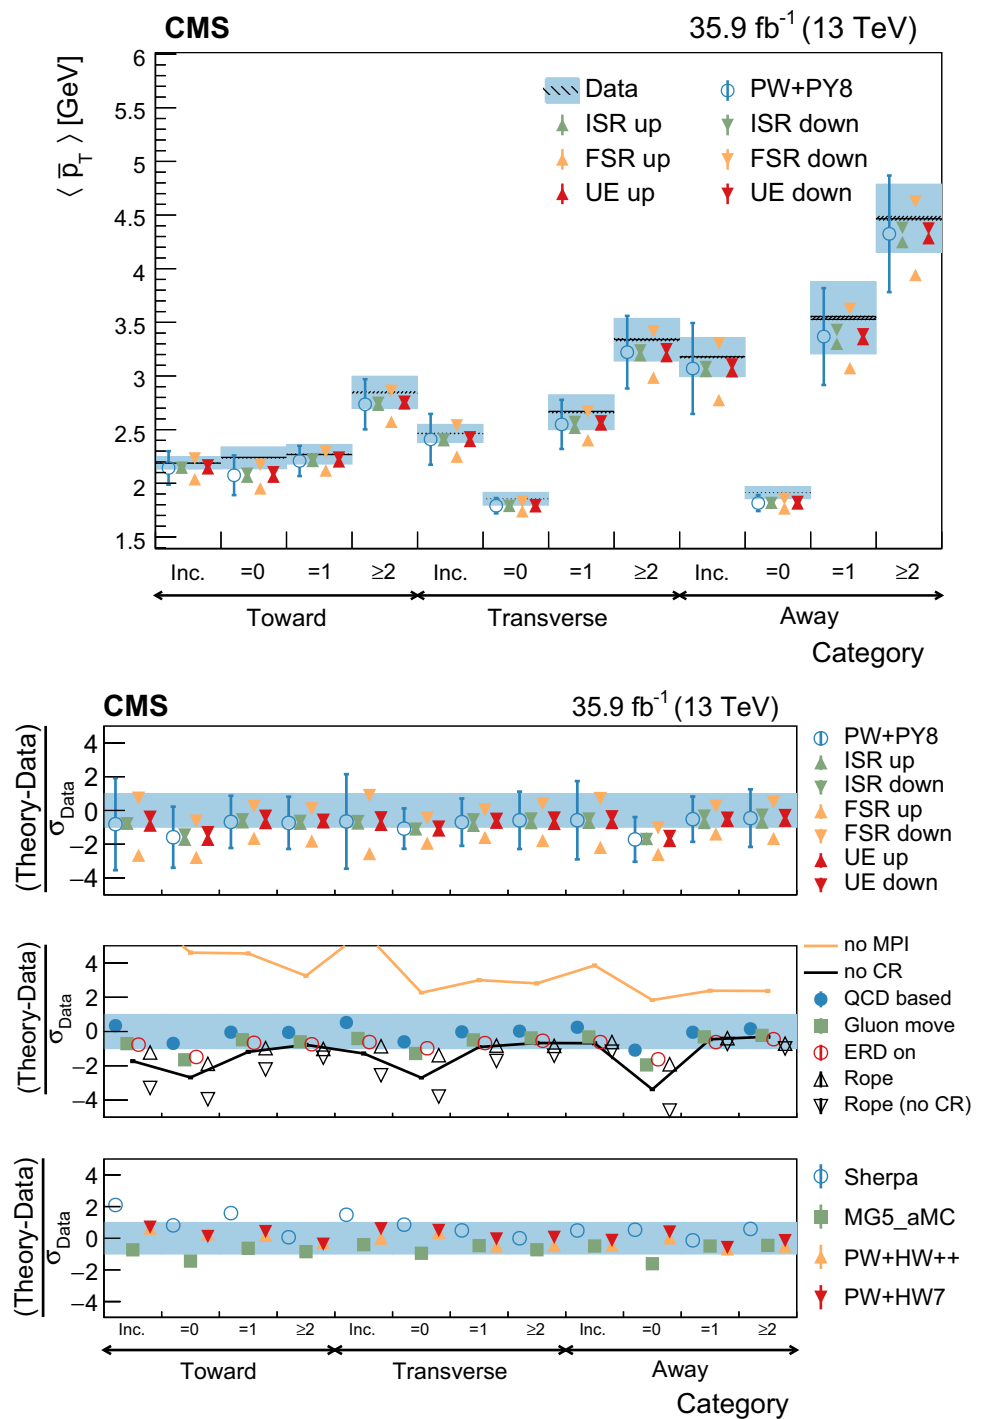 CMS 35.9 fb⁻¹ (13 TeV)
⟨ p̅_T ⟩ [GeV]
6
5.5
5
4.5
4
3.5
3
2.5
2
1.5
Data PW+PY8
ISR up ISR down
FSR up FSR down
UE up UE down
Inc. =0 =1 ≥2 Inc. =0 =1 ≥2 Inc. =0 =1 ≥2
Toward Transverse Away
Category
CMS 35.9 fb⁻¹ (13 TeV)
(Theory-Data)
σ_Data
4
2
0
−2
−4
PW+PY8
ISR up
ISR down
FSR up
FSR down
UE up
UE down
(Theory-Data)
σ_Data
4
2
0
−2
−4
no MPI
no CR
QCD based
Gluon move
ERD on
Rope
Rope (no CR)
(Theory-Data)
σ_Data
4
2
0
−2
−4
Sherpa
MG5_aMC
PW+HW++
PW+HW7
Inc. =0 =1 ≥2 Inc. =0 =1 ≥2 Inc. =0 =1 ≥2
Toward Transverse Away
Category